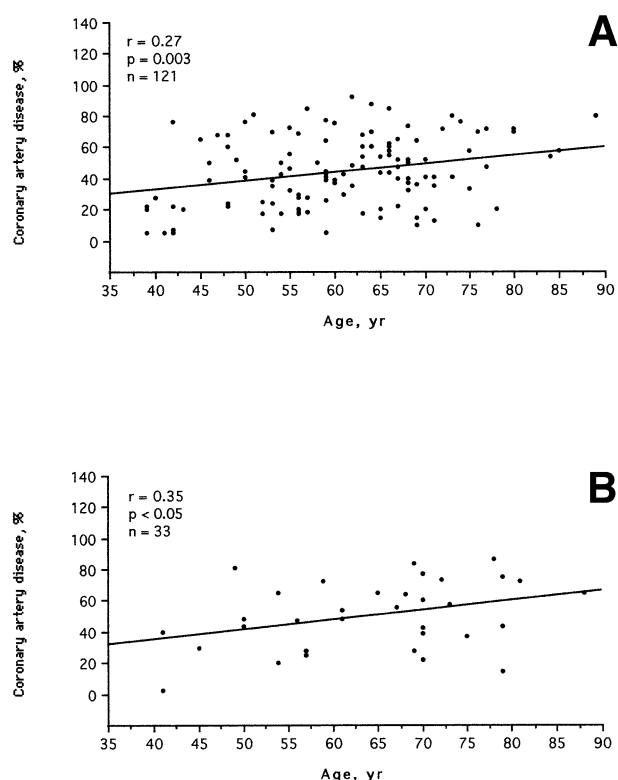 A
140
120
100
80
60
40
20
0
Coronary artery disease, %
r = 0.27
p = 0.003
n = 121
35 40 45 50 55 60 65 70 75 80 85 90
Age, yr
B
140
120
100
80
60
40
20
0
Coronary artery disease, %
r = 0.35
p < 0.05
n = 33
35 40 45 50 55 60 65 70 75 80 85 90
Age, yr